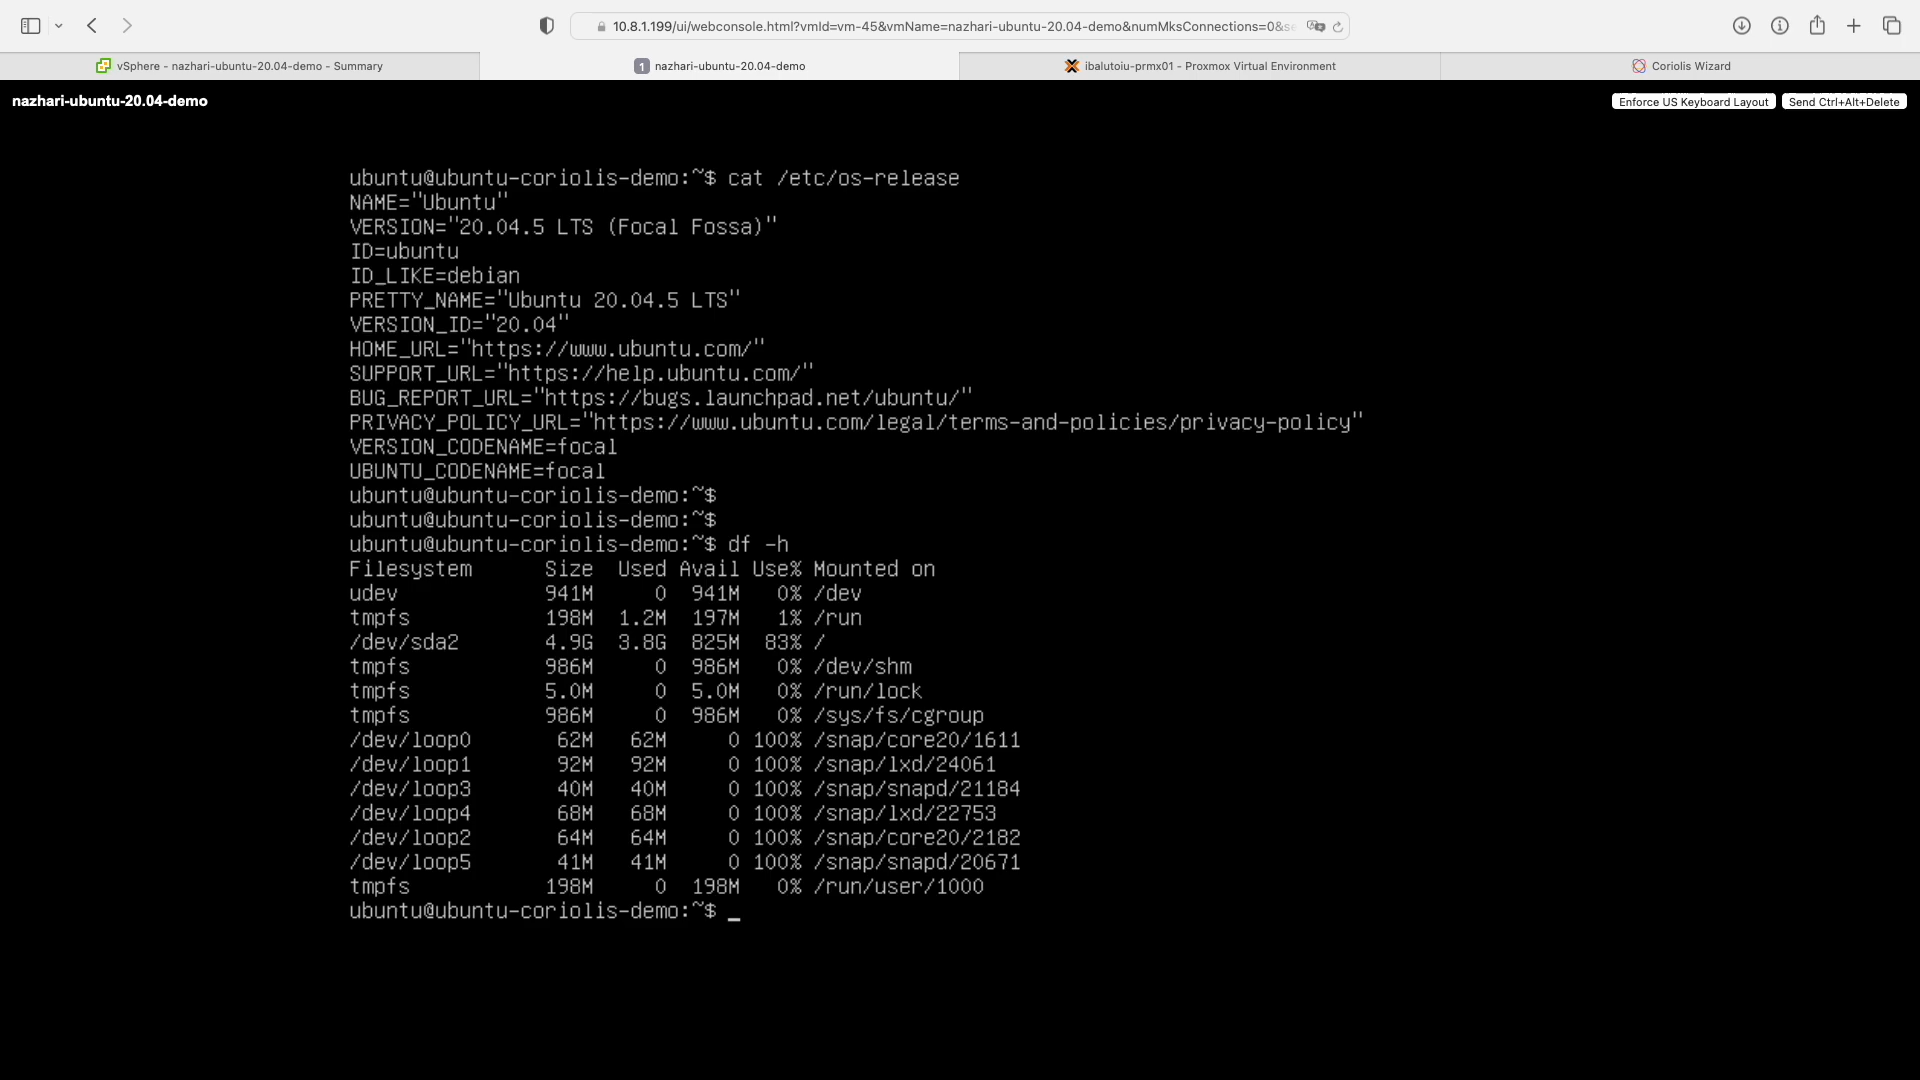 10.8.1.199/ui/webconsole.html?vmId=vm-45&vmName=nazhari-ubuntu-20.04-demo&numMksConnections=0&se
vSphere - nazhari-ubuntu-20.04-demo - Summary
1 nazhari-ubuntu-20.04-demo
ibalutoiu-prmx01 - Proxmox Virtual Environment
Coriolis Wizard
nazhari-ubuntu-20.04-demo
Enforce US Keyboard Layout
Send Ctrl+Alt+Delete
ubuntu@ubuntu-coriolis-demo:~$ cat /etc/os-release
NAME="Ubuntu"
VERSION="20.04.5 LTS (Focal Fossa)"
ID=ubuntu
ID_LIKE=debian
PRETTY_NAME="Ubuntu 20.04.5 LTS"
VERSION_ID="20.04"
HOME_URL="https://www.ubuntu.com/"
SUPPORT_URL="https://help.ubuntu.com/"
BUG_REPORT_URL="https://bugs.launchpad.net/ubuntu/"
PRIVACY_POLICY_URL="https://www.ubuntu.com/legal/terms-and-policies/privacy-policy"
VERSION_CODENAME=focal
UBUNTU_CODENAME=focal
ubuntu@ubuntu-coriolis-demo:~$
ubuntu@ubuntu-coriolis-demo:~$
ubuntu@ubuntu-coriolis-demo:~$ df -h
Filesystem      Size  Used Avail Use% Mounted on
udev            941M     0  941M   0% /dev
tmpfs           198M  1.2M  197M   1% /run
/dev/sda2       4.9G  3.8G  825M  83% /
tmpfs           986M     0  986M   0% /dev/shm
tmpfs           5.0M     0  5.0M   0% /run/lock
tmpfs           986M     0  986M   0% /sys/fs/cgroup
/dev/loop0       62M   62M     0 100% /snap/core20/1611
/dev/loop1       92M   92M     0 100% /snap/lxd/24061
/dev/loop3       40M   40M     0 100% /snap/snapd/21184
/dev/loop4       68M   68M     0 100% /snap/lxd/22753
/dev/loop2       64M   64M     0 100% /snap/core20/2182
/dev/loop5       41M   41M     0 100% /snap/snapd/20671
tmpfs           198M     0  198M   0% /run/user/1000
ubuntu@ubuntu-coriolis-demo:~$ _